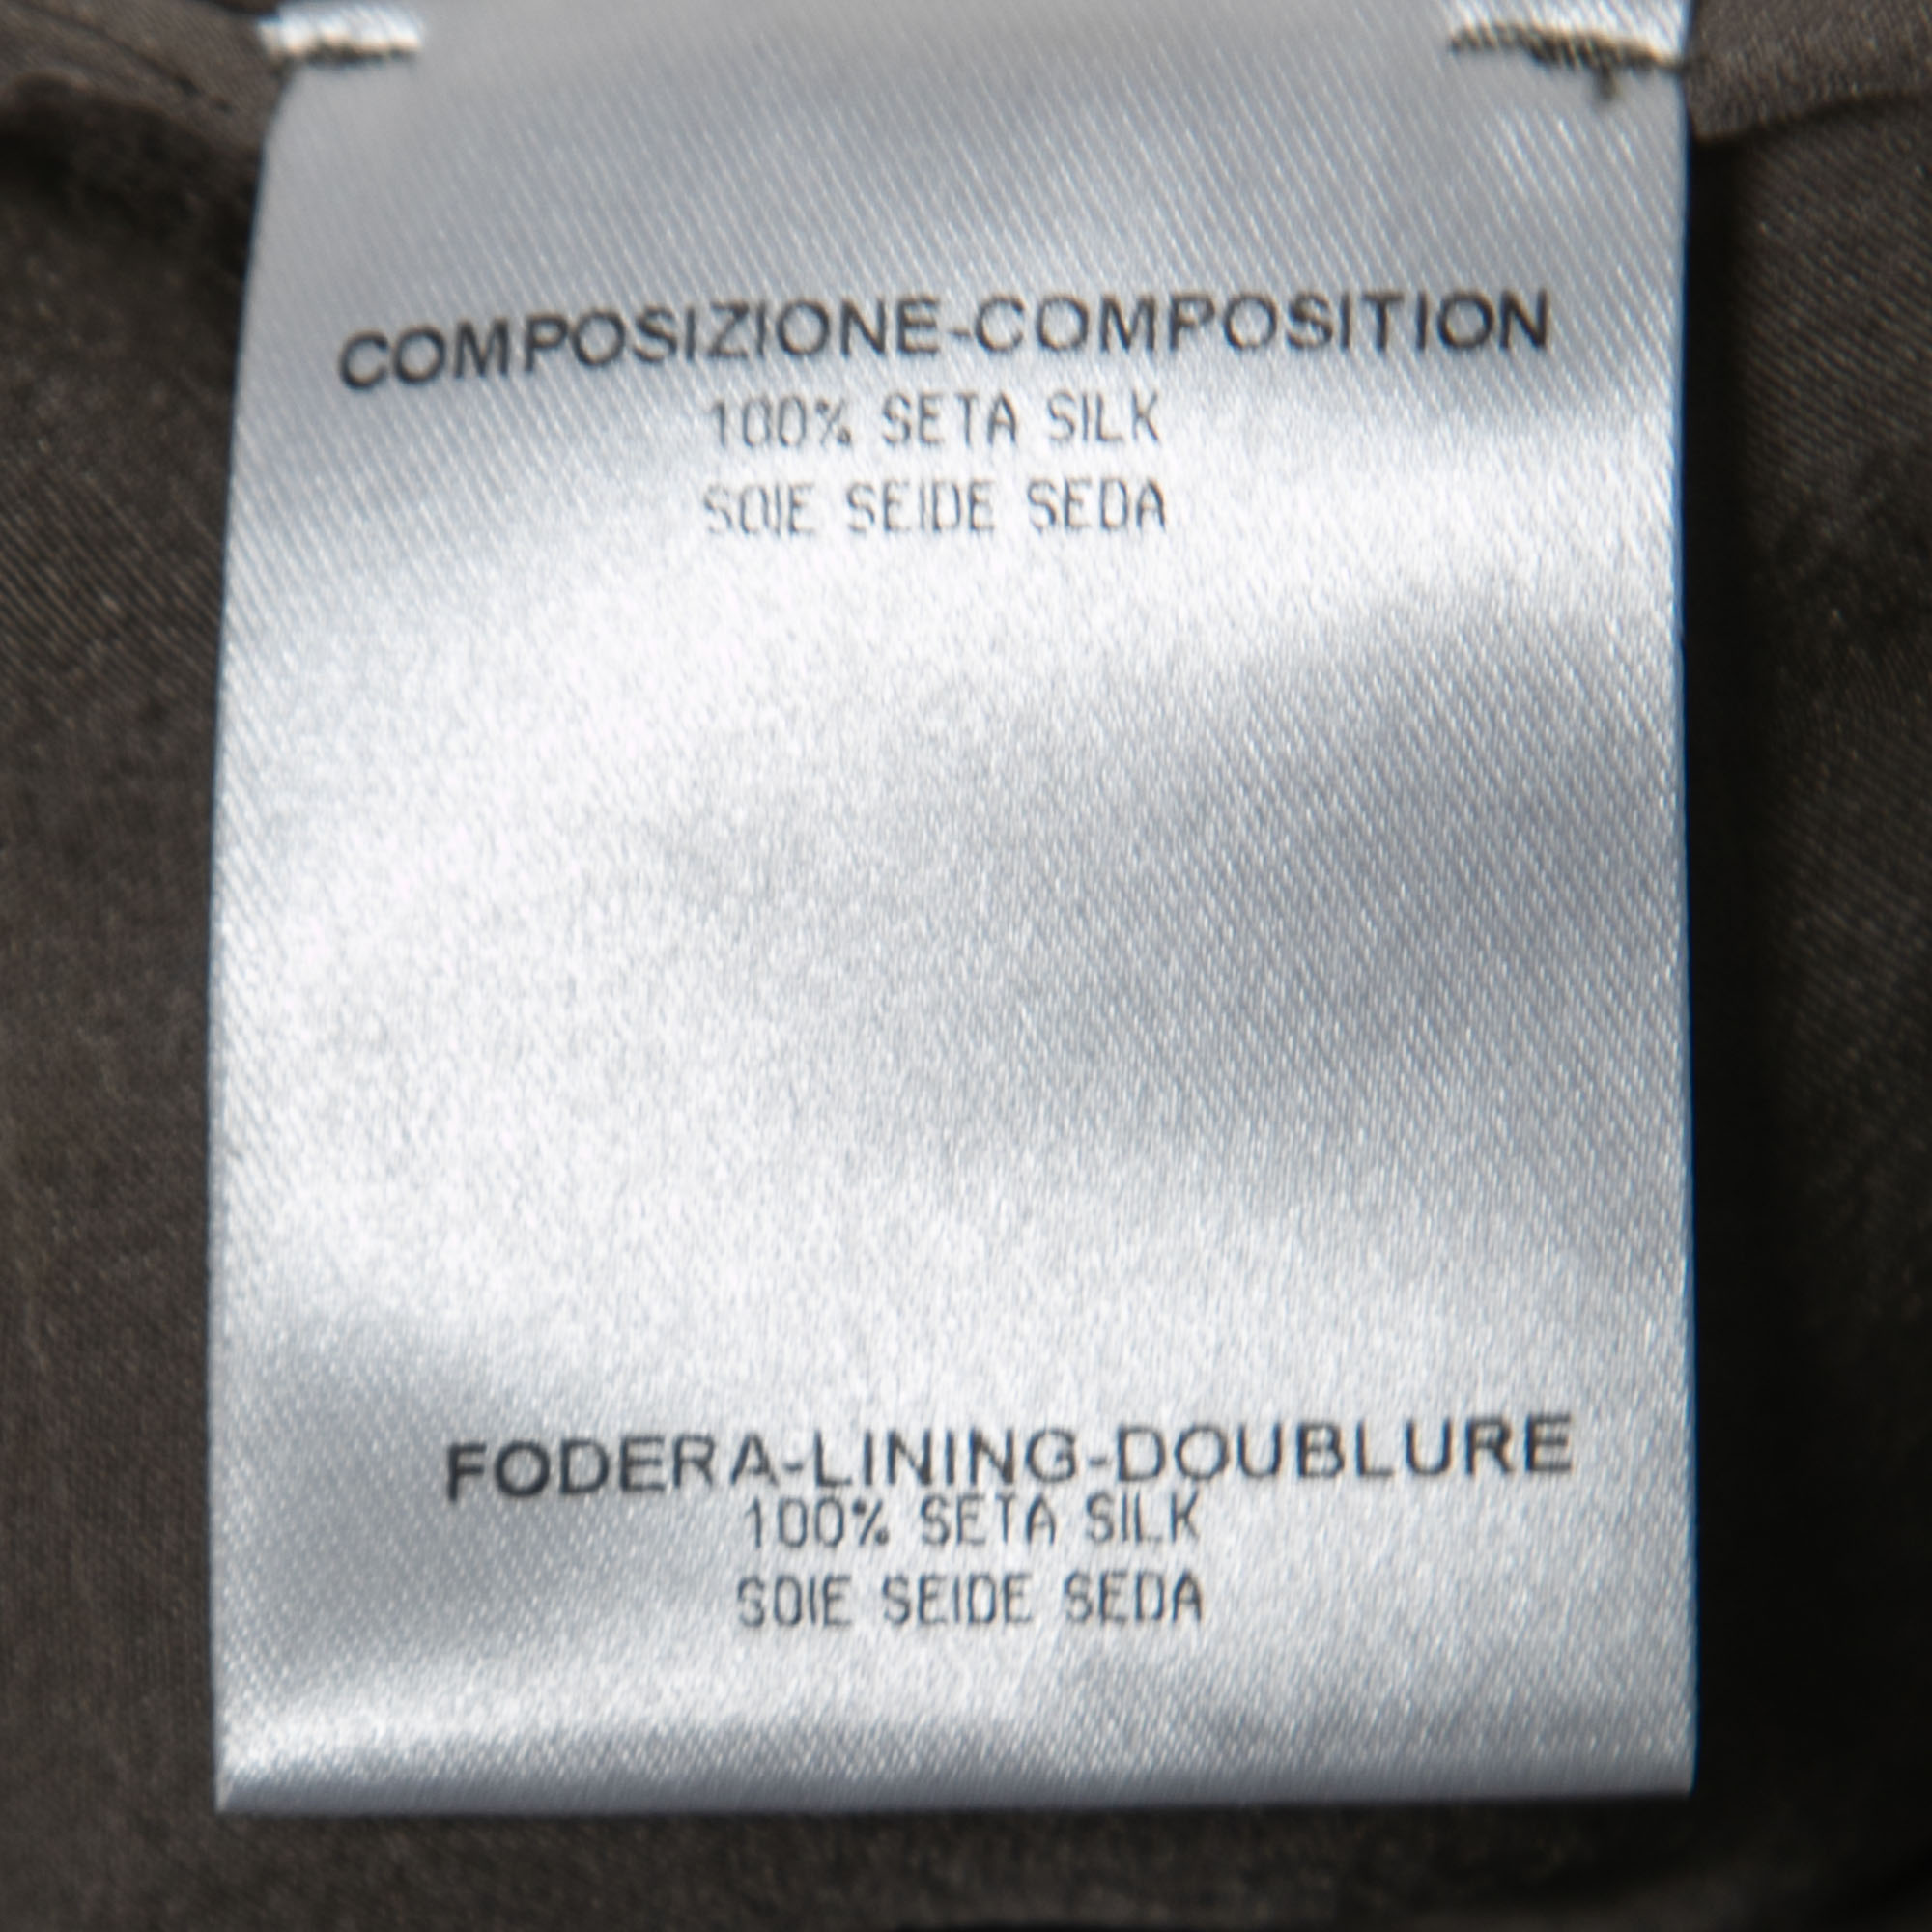 COMPOSIZIONE-COMPOSITION
100% SETA SILK
SOIE SEIDE SEDA
FODERA-LINING-DOUBLURE
100% SETA SILK
SOIE SEIDE SEDA